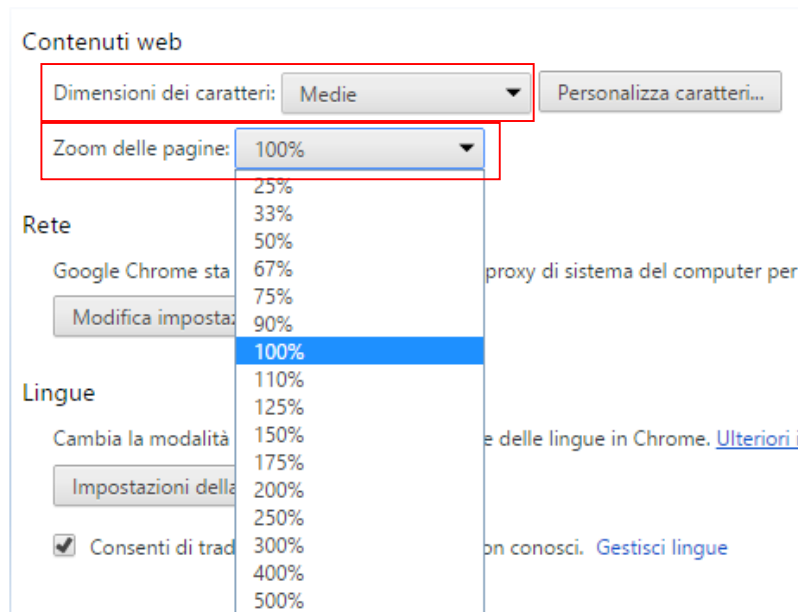 Contenuti web
Dimensioni dei caratteri: Medie Personalizza caratteri...
Zoom delle pagine: 100%
25%
33%
50%
67%
75%
90%
100%
110%
125%
150%
175%
200%
250%
300%
400%
500%
Rete
Google Chrome sta proxy di sistema del computer per
Modifica impostaz
Lingue
Cambia la modalità e delle lingue in Chrome. Ulteriori i
Impostazioni della
Consenti di trad on conosci. Gestisci lingue